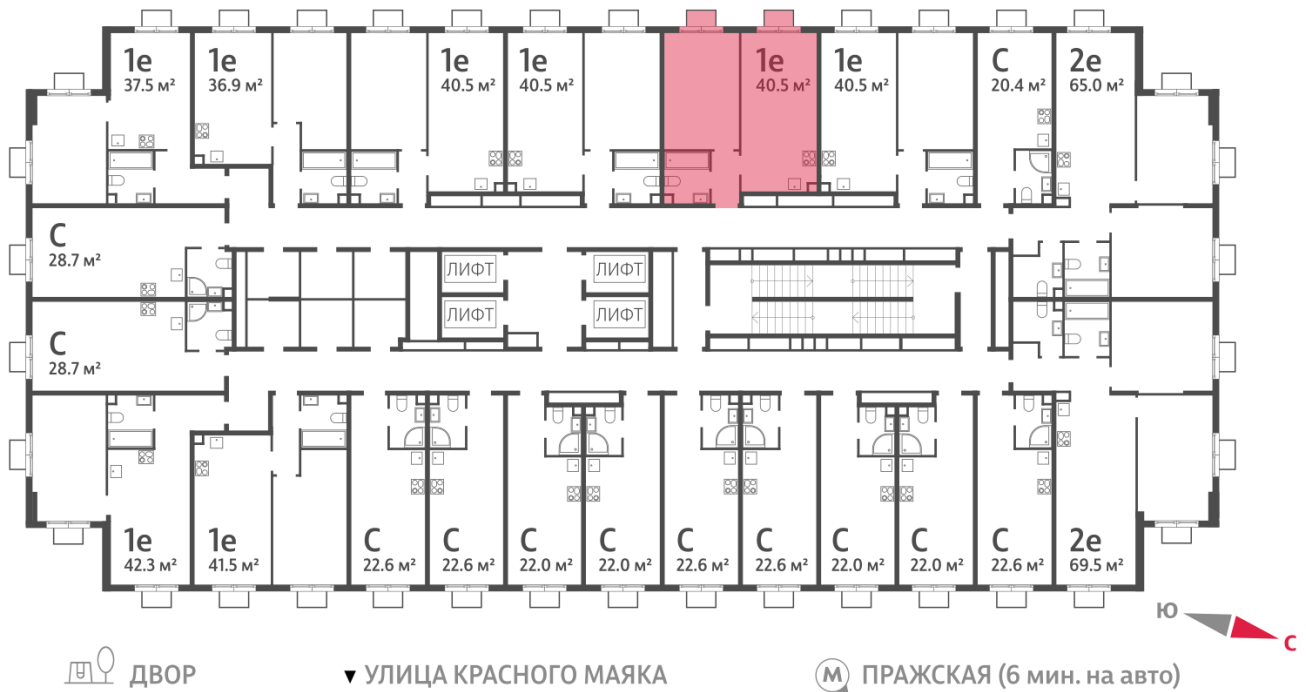 1е 1е 1е 1е 1е 1е С 2е
37.5 м² 36.9 м² 40.5 м² 40.5 м² 40.5 м² 40.5 м² 20.4 м² 65.0 м²
С
28.7 м²
ЛИФТ ЛИФТ
ЛИФТ ЛИФТ
С
28.7 м²
1е 1е С С С С С С С С С 2е
42.3 м² 41.5 м² 22.6 м² 22.6 м² 22.0 м² 22.0 м² 22.6 м² 22.6 м² 22.0 м² 22.0 м² 22.6 м² 69.5 м²
Ю
С
ДВОР ▼ УЛИЦА КРАСНОГО МАЯКА М ПРАЖСКАЯ (6 мин. на авто)